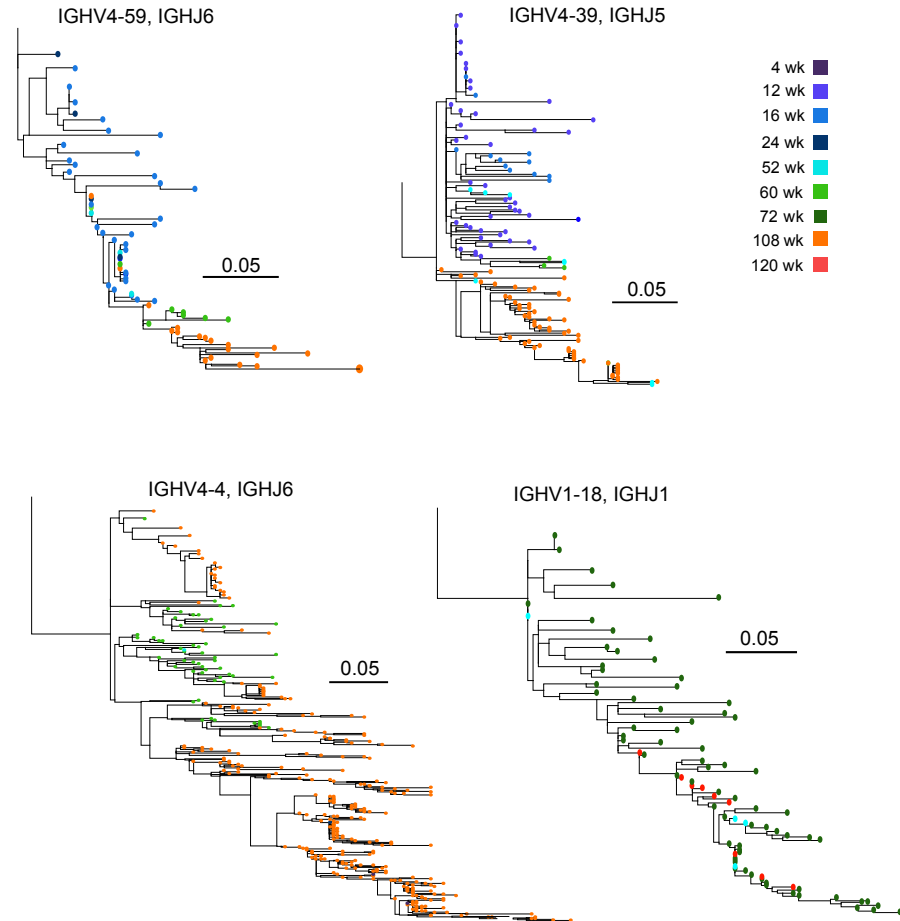 IGHV4-59, IGHJ6
IGHV4-39, IGHJ5
4 wk
12 wk
16 wk
24 wk
52 wk
60 wk
72 wk
108 wk
120 wk
0.05
0.05
IGHV4-4, IGHJ6
IGHV1-18, IGHJ1
0.05
0.05